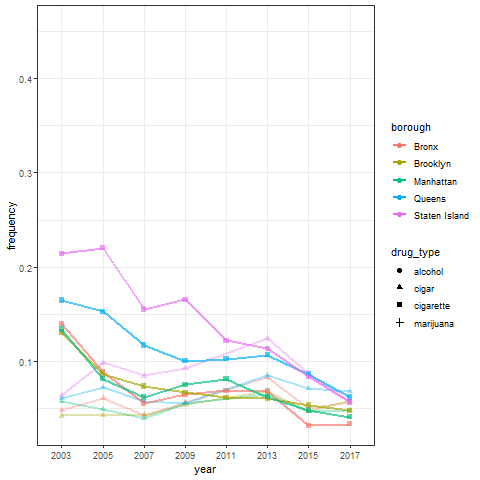 0.4
0.3
0.2
0.1
frequency
2003 2005 2007 2009 2011 2013 2015 2017
year
borough
Bronx
Brooklyn
Manhattan
Queens
Staten Island
drug_type
alcohol
cigar
cigarette
marijuana